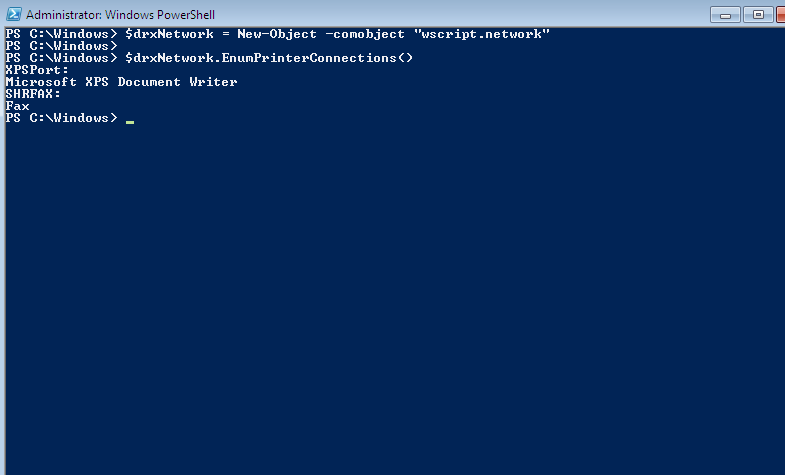 Administrator: Windows PowerShell
PS C:\Windows> $drxNetwork = New-Object -comobject "wscript.network"
PS C:\Windows>
PS C:\Windows> $drxNetwork.EnumPrinterConnections()
XPSPort:
Microsoft XPS Document Writer
SHRFAX:
Fax
PS C:\Windows> _